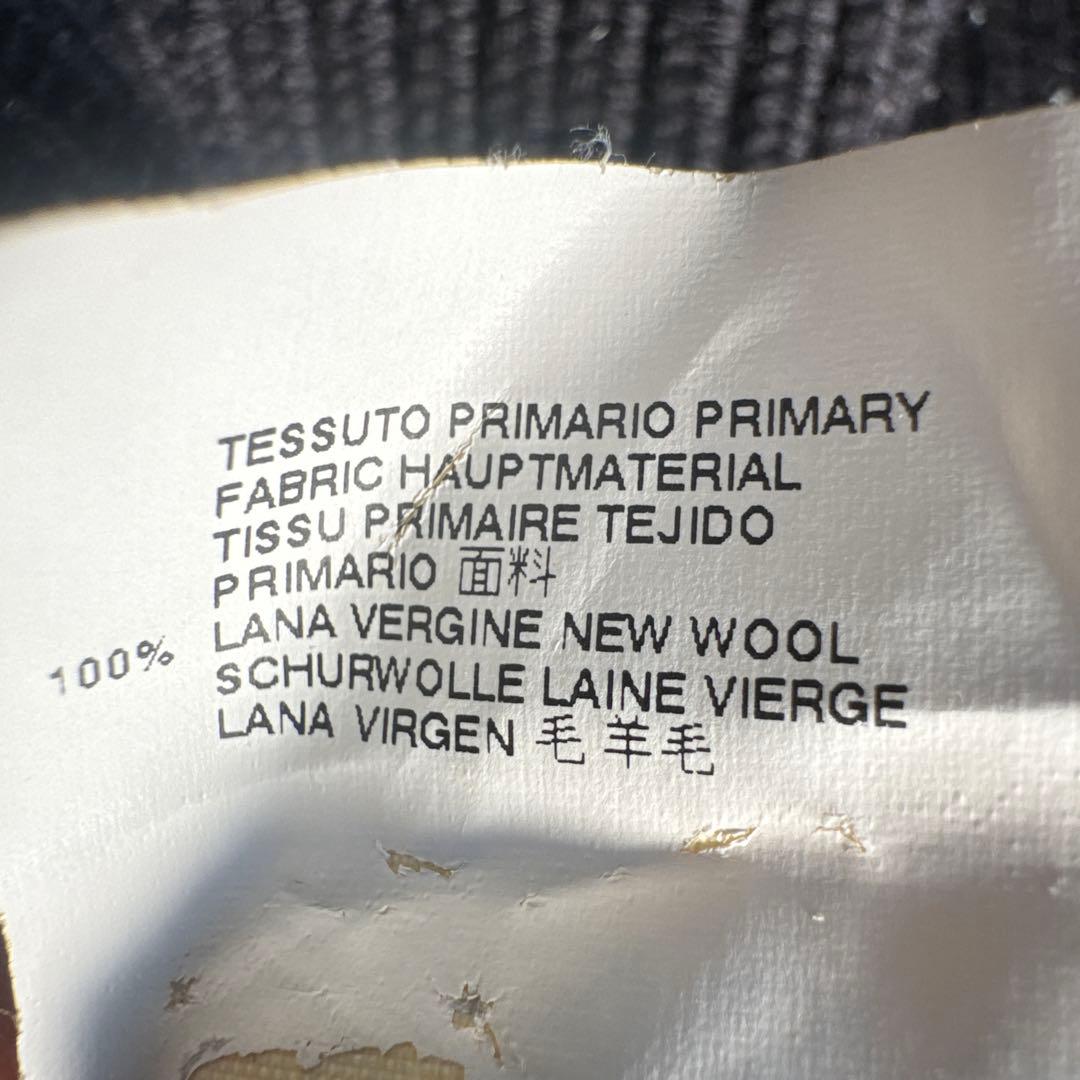 TESSUTO PRIMARIO PRIMARY
FABRIC HAUPTMATERIAL
TISSU PRIMAIRE TEJIDO
PRIMARIO 面料
100% LANA VERGINE NEW WOOL
SCHURWOLLE LAINE VIERGE
LANA VIRGEN 毛 羊毛